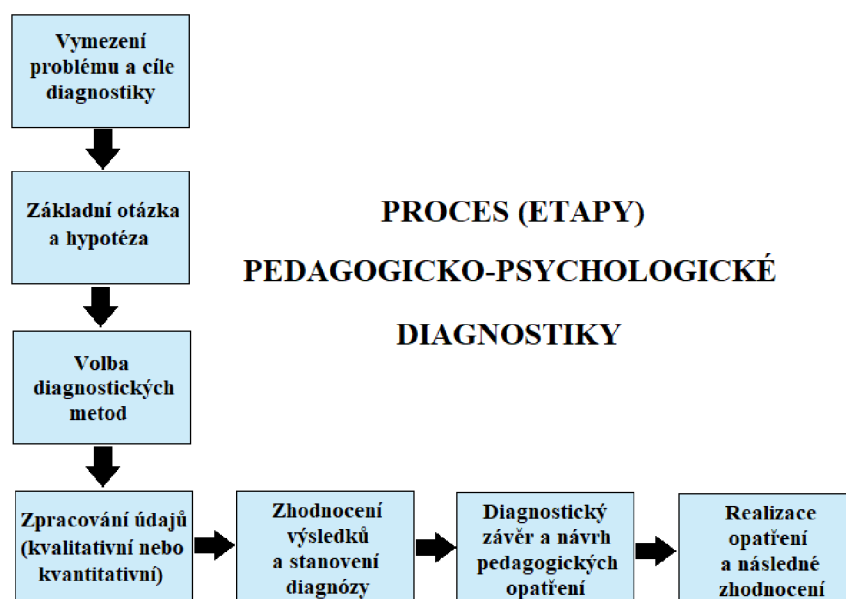 Vymezení
problému a cíle
diagnostiky
Základní otázka
a hypotéza
PROCES (ETAPY)
PEDAGOGICKO-PSYCHOLOGICKÉ
DIAGNOSTIKY
Volba
diagnostických
metod
Zpracování údajů
(kvalitativní nebo
kvantitativní)
Zhodnocení
výsledků
a stanovení
diagnózy
Diagnostický
závěr a návrh
pedagogických
opatření
Realizace
opatření
a následné
zhodnocení